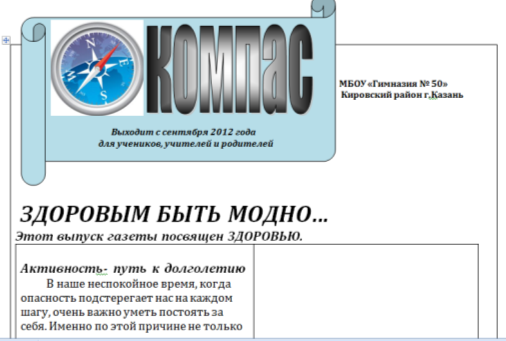 N
E
S
W
КОМПАС
МБОУ «Гимназия № 50»
Кировский район г.Казань
Выходит с сентября 2012 года
для учеников, учителей и родителей
ЗДОРОВЫМ БЫТЬ МОДНО...
Этот выпуск газеты посвящен ЗДОРОВЬЮ.
Активность- путь к долголетию
В наше неспокойное время, когда
опасность подстерегает нас на каждом
шагу, очень важно уметь постоять за
себя. Именно по этой причине не только